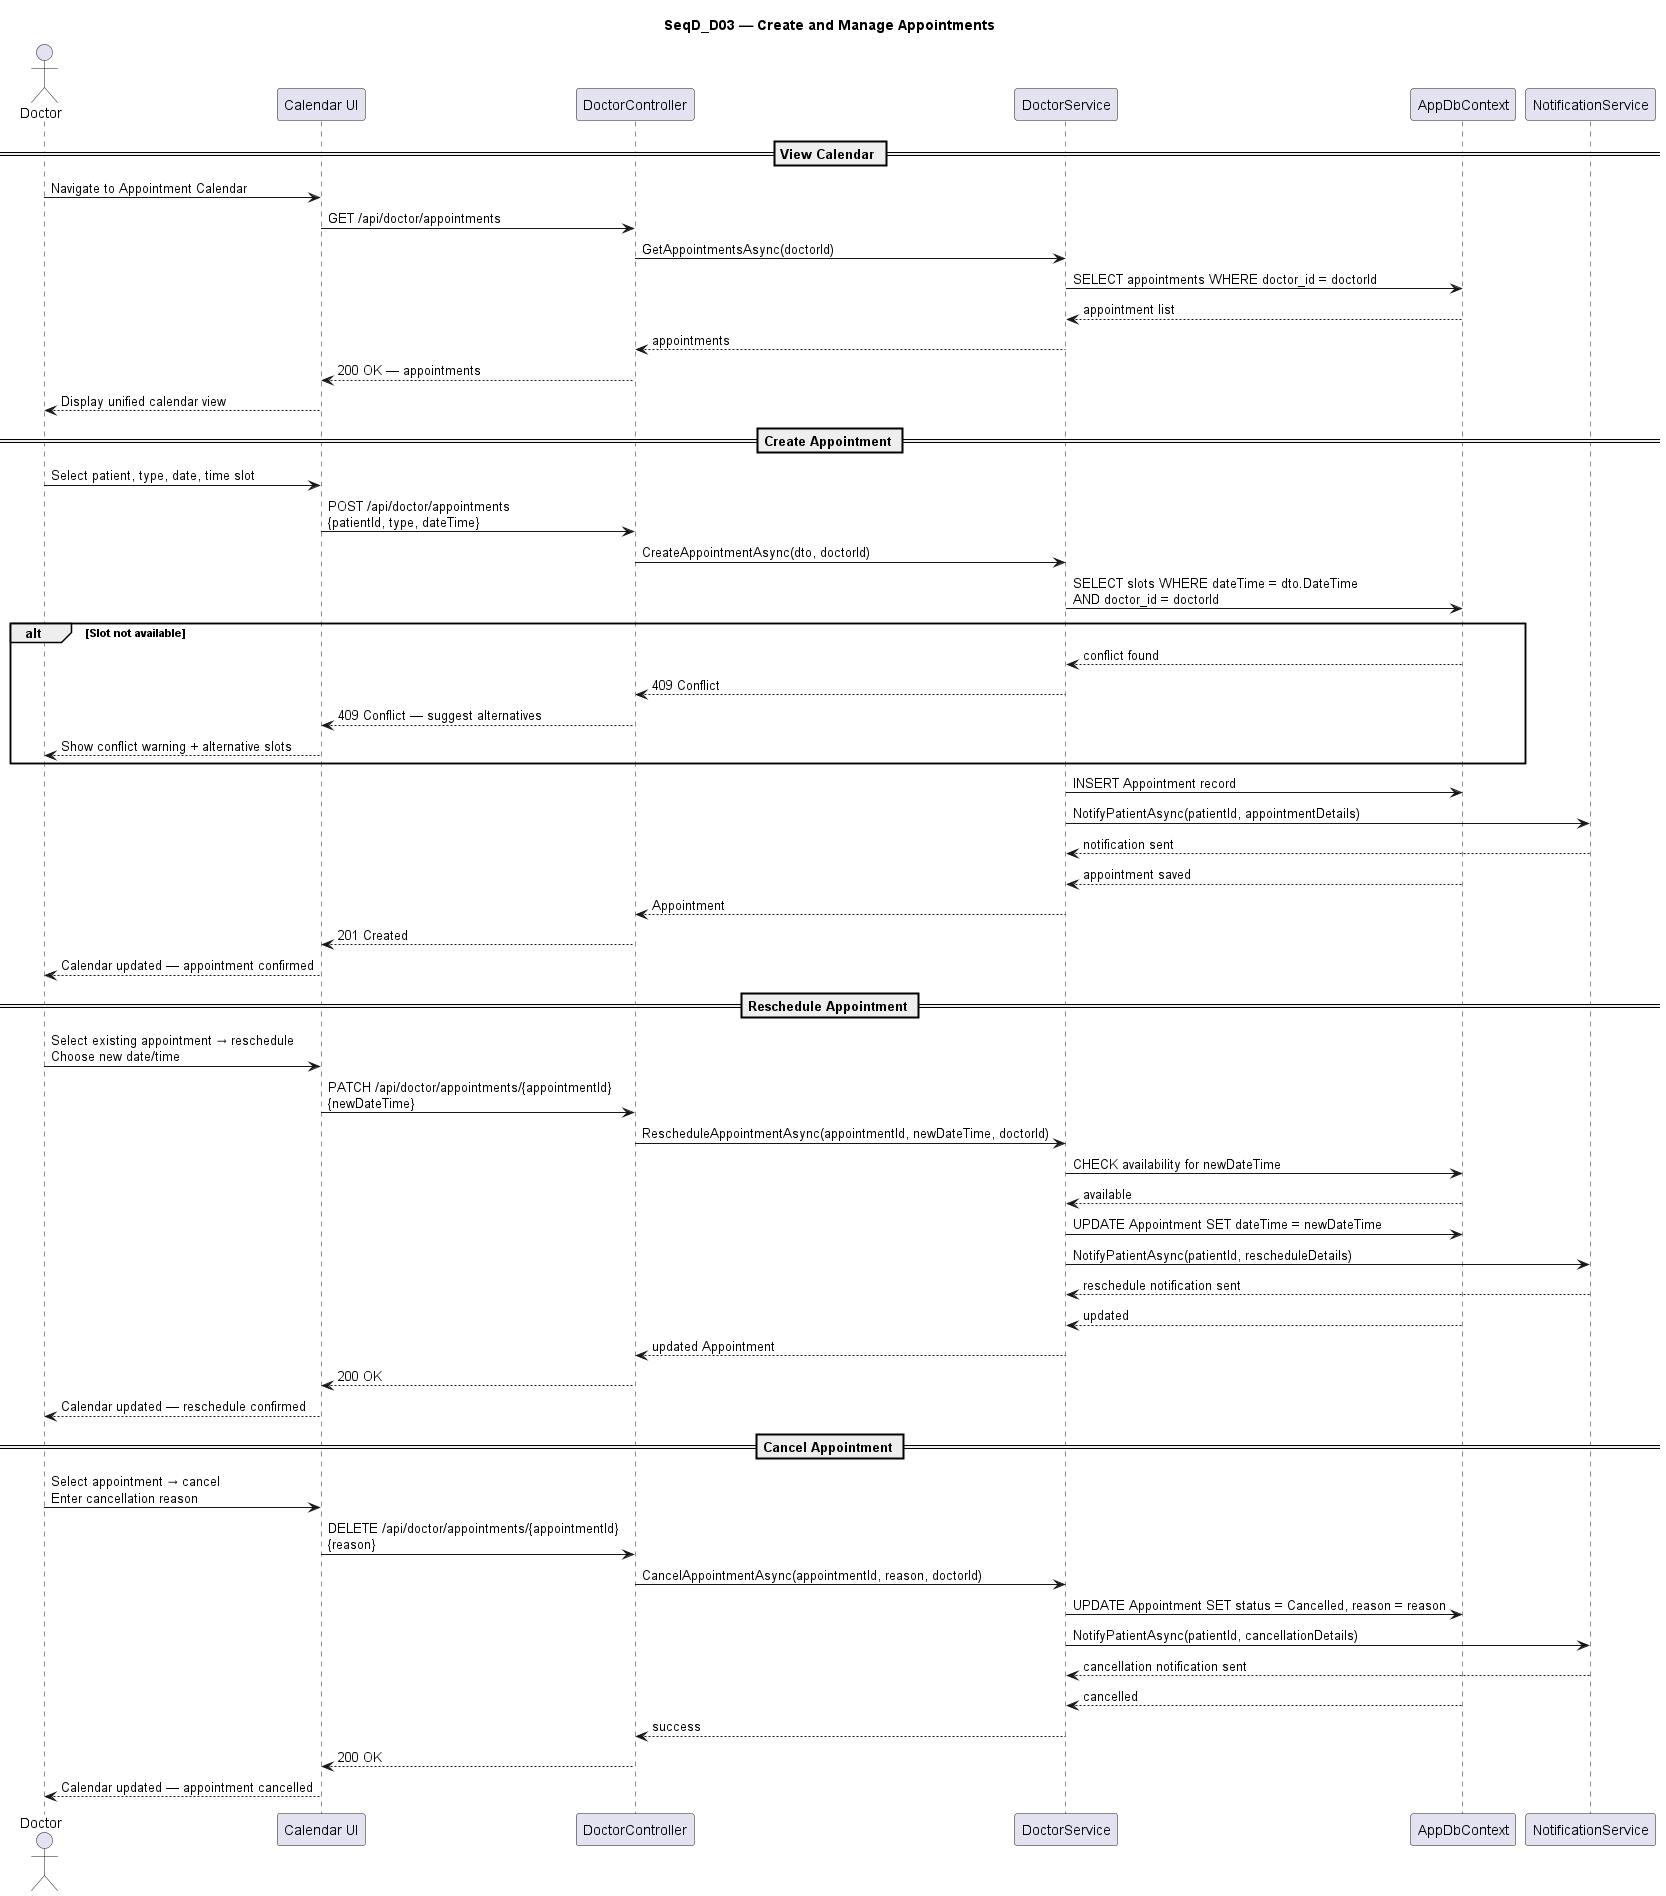 SeqD_D03 — Create and Manage Appointments
Doctor
Calendar UI
DoctorController
DoctorService
AppDbContext
NotificationService
View Calendar
Navigate to Appointment Calendar
GET /api/doctor/appointments
GetAppointmentsAsync(doctorId)
SELECT appointments WHERE doctor_id = doctorId
appointment list
appointments
200 OK — appointments
Display unified calendar view
Create Appointment
Select patient, type, date, time slot
POST /api/doctor/appointments
{patientId, type, dateTime}
CreateAppointmentAsync(dto, doctorId)
SELECT slots WHERE dateTime = dto.DateTime
AND doctor_id = doctorId
alt
[Slot not available]
conflict found
409 Conflict
409 Conflict — suggest alternatives
Show conflict warning + alternative slots
INSERT Appointment record
NotifyPatientAsync(patientId, appointmentDetails)
notification sent
appointment saved
Appointment
201 Created
Calendar updated — appointment confirmed
Reschedule Appointment
Select existing appointment → reschedule
Choose new date/time
PATCH /api/doctor/appointments/{appointmentId}
{newDateTime}
RescheduleAppointmentAsync(appointmentId, newDateTime, doctorId)
CHECK availability for newDateTime
available
UPDATE Appointment SET dateTime = newDateTime
NotifyPatientAsync(patientId, rescheduleDetails)
reschedule notification sent
updated
updated Appointment
200 OK
Calendar updated — reschedule confirmed
Cancel Appointment
Select appointment → cancel
Enter cancellation reason
DELETE /api/doctor/appointments/{appointmentId}
{reason}
CancelAppointmentAsync(appointmentId, reason, doctorId)
UPDATE Appointment SET status = Cancelled, reason = reason
NotifyPatientAsync(patientId, cancellationDetails)
cancellation notification sent
cancelled
success
200 OK
Calendar updated — appointment cancelled
Doctor
Calendar UI
DoctorController
DoctorService
AppDbContext
NotificationService